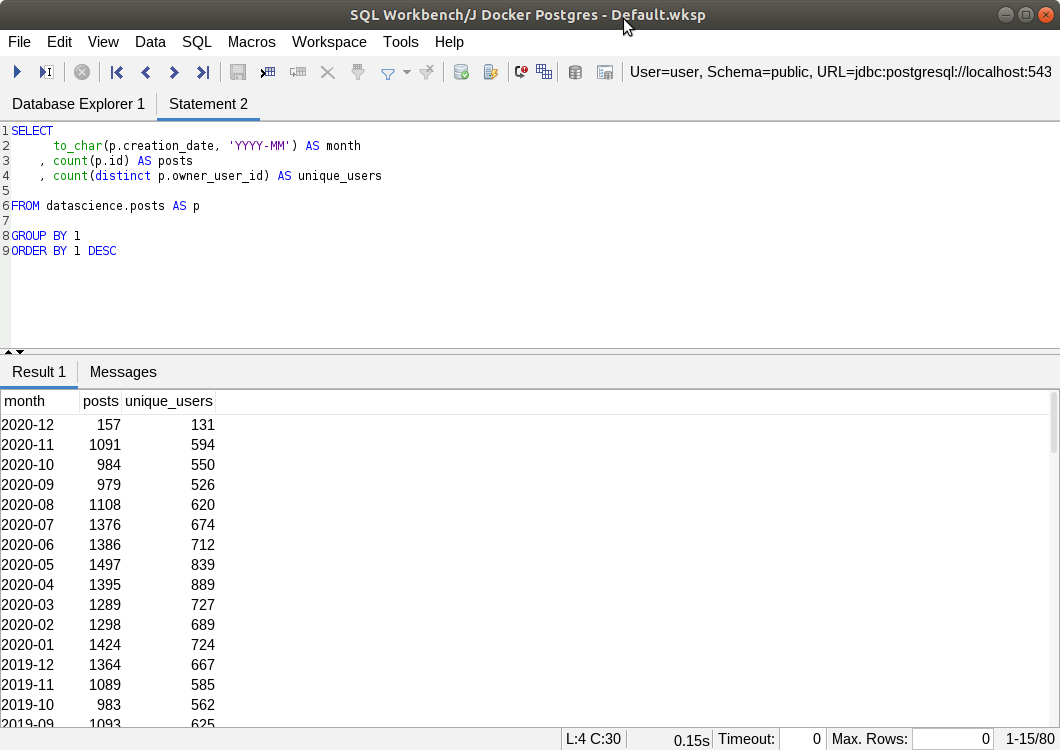 SQL Workbench/J Docker Postgres - Default.wksp
File Edit View Data SQL Macros Workspace Tools Help
User=user, Schema=public, URL=jdbc:postgresql://localhost:543
Database Explorer 1 Statement 2
1 SELECT
2 to_char(p.creation_date, 'YYYY-MM') AS month
3 , count(p.id) AS posts
4 , count(distinct p.owner_user_id) AS unique_users
5
6 FROM datascience.posts AS p
7
8 GROUP BY 1
9 ORDER BY 1 DESC
Result 1 Messages
month posts unique_users
2020-12 157 131
2020-11 1091 594
2020-10 984 550
2020-09 979 526
2020-08 1108 620
2020-07 1376 674
2020-06 1386 712
2020-05 1497 839
2020-04 1395 889
2020-03 1289 727
2020-02 1298 689
2020-01 1424 724
2019-12 1364 667
2019-11 1089 585
2019-10 983 562
2019-09 1093 625
L:4 C:30 0.15s Timeout: 0 Max. Rows: 0 1-15/80